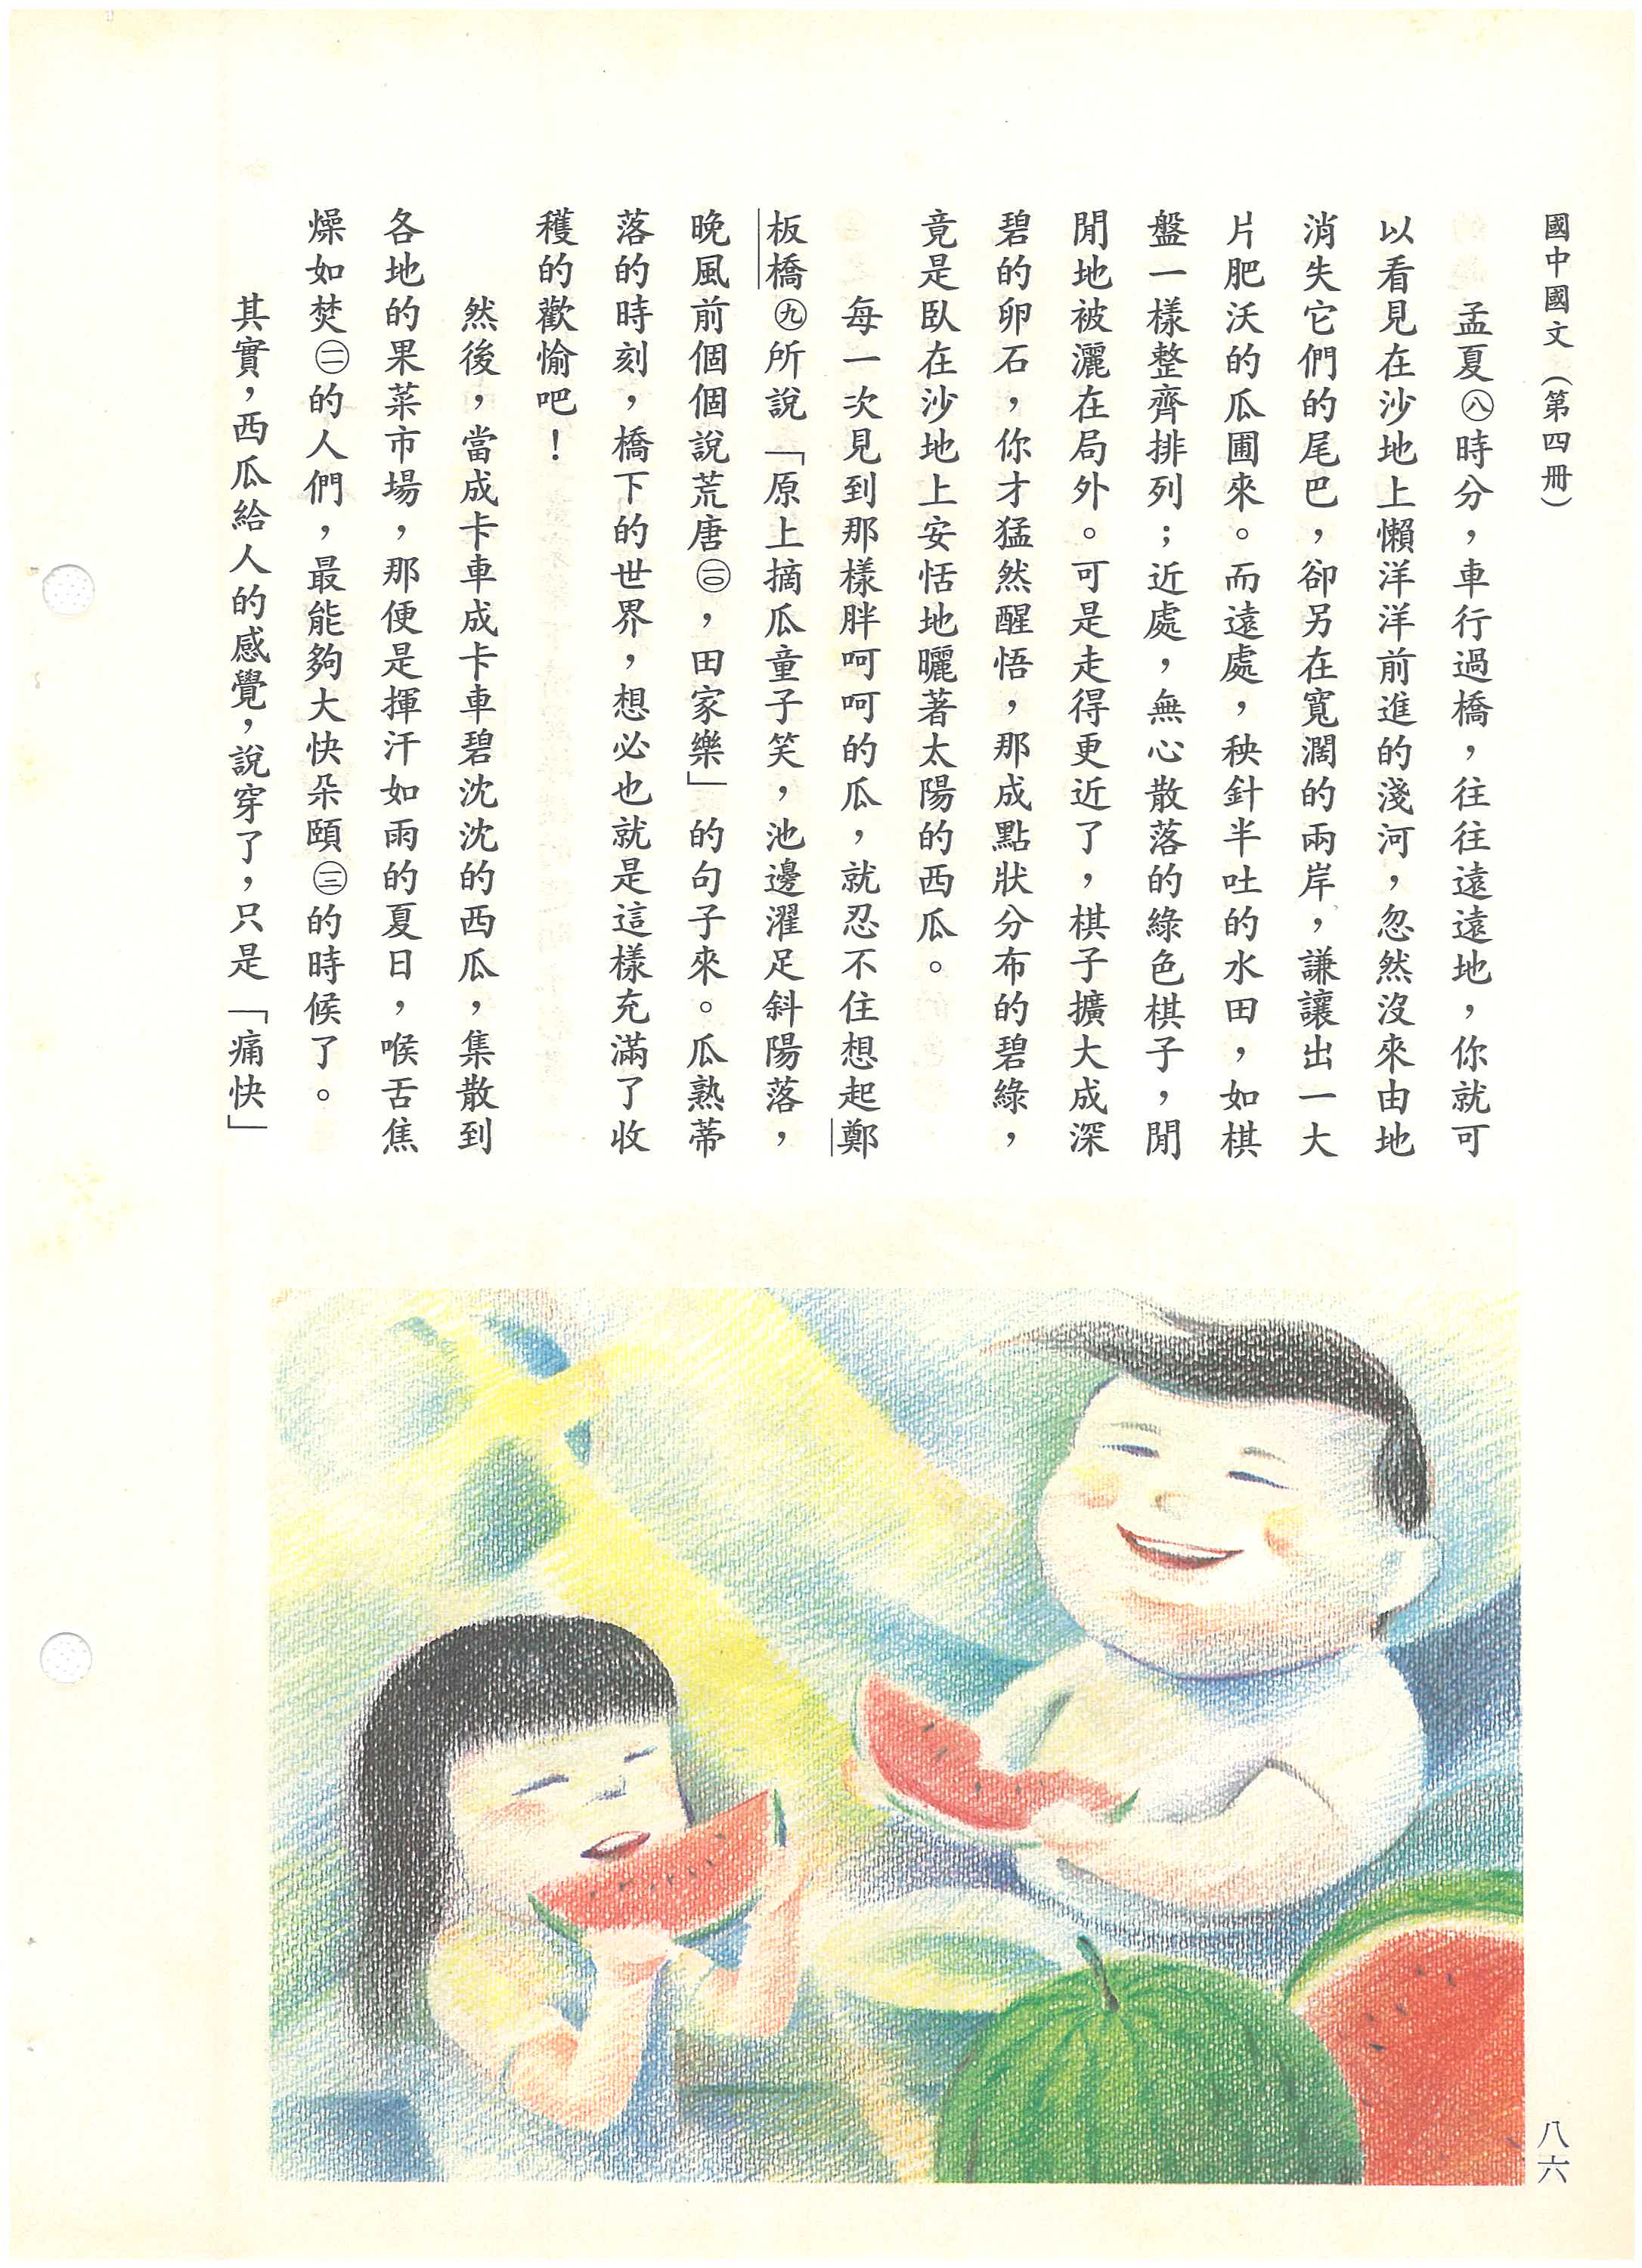 國中國文（第四冊）
孟夏㊇時分，車行過橋，往往遠遠地，你就可
以看見在沙地上懶洋洋前進的淺河，忽然沒來由地
消失它們的尾巴，卻另在寬濶的兩岸，謙讓出一大
片肥沃的瓜圃來。而遠處，秧針半吐的水田，如棋
盤一樣整齊排列；近處，無心散落的綠色棋子，閒
閒地被灑在局外。可是走得更近了，棋子擴大成深
碧的卵石，你才猛然醒悟，那成點狀分布的碧綠，
竟是臥在沙地上安恬地曬著太陽的西瓜。
每一次見到那樣胖呵呵的瓜，就忍不住想起鄭
板橋㊈所說「原上摘瓜童子笑，池邊濯足斜陽落，
晚風前個個說荒唐㊀〇，田家樂」的句子來。瓜熟蒂
落的時刻，橋下的世界，想必也就是這樣充滿了收
穫的歡愉吧！
然後，當成卡車成卡車碧沈沈的西瓜，集散到
各地的果菜市場，那便是揮汗如雨的夏日，喉舌焦
燥如焚㊀一的人們，最能夠大快朵頤㊀二的時候了。
其實，西瓜給人的感覺，說穿了，只是「痛快」
八六